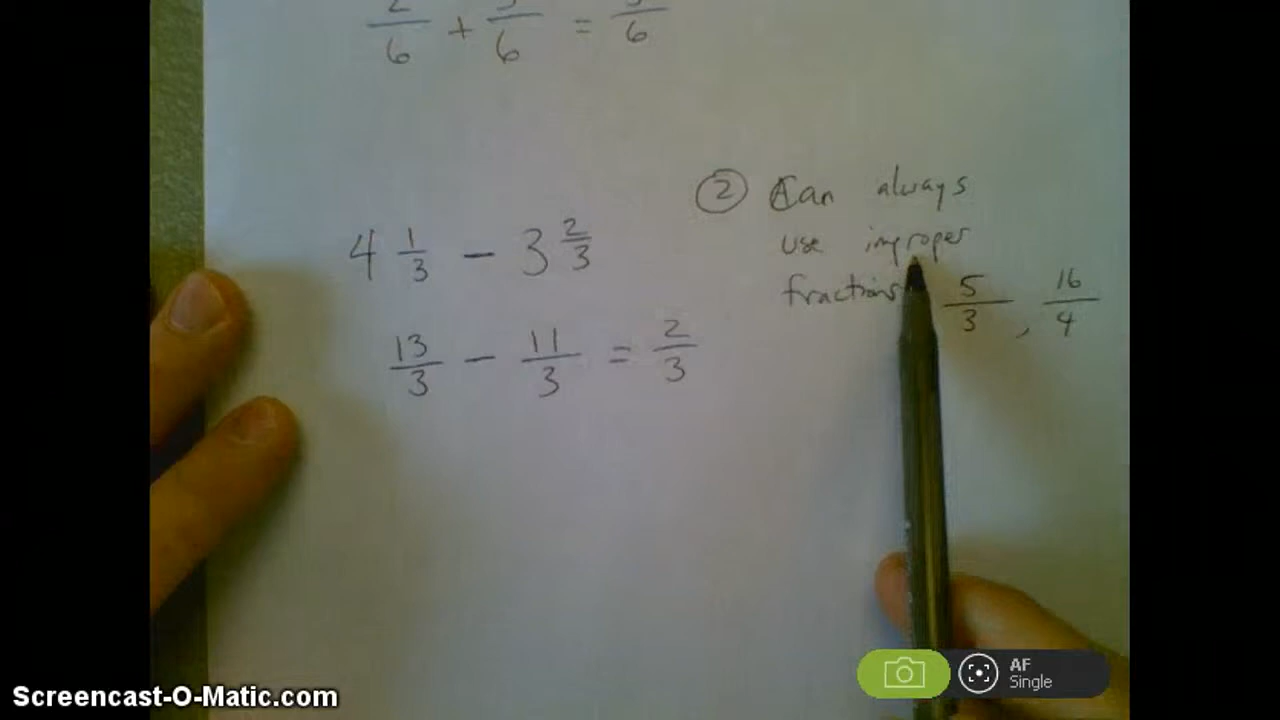 2/6 + 3/6 = 5/6
② Can always
use improper
fractions 5/3 , 16/4
4 1/3 - 3 2/3
13/3 - 11/3 = 2/3
AF
Single
Screencast-O-Matic.com